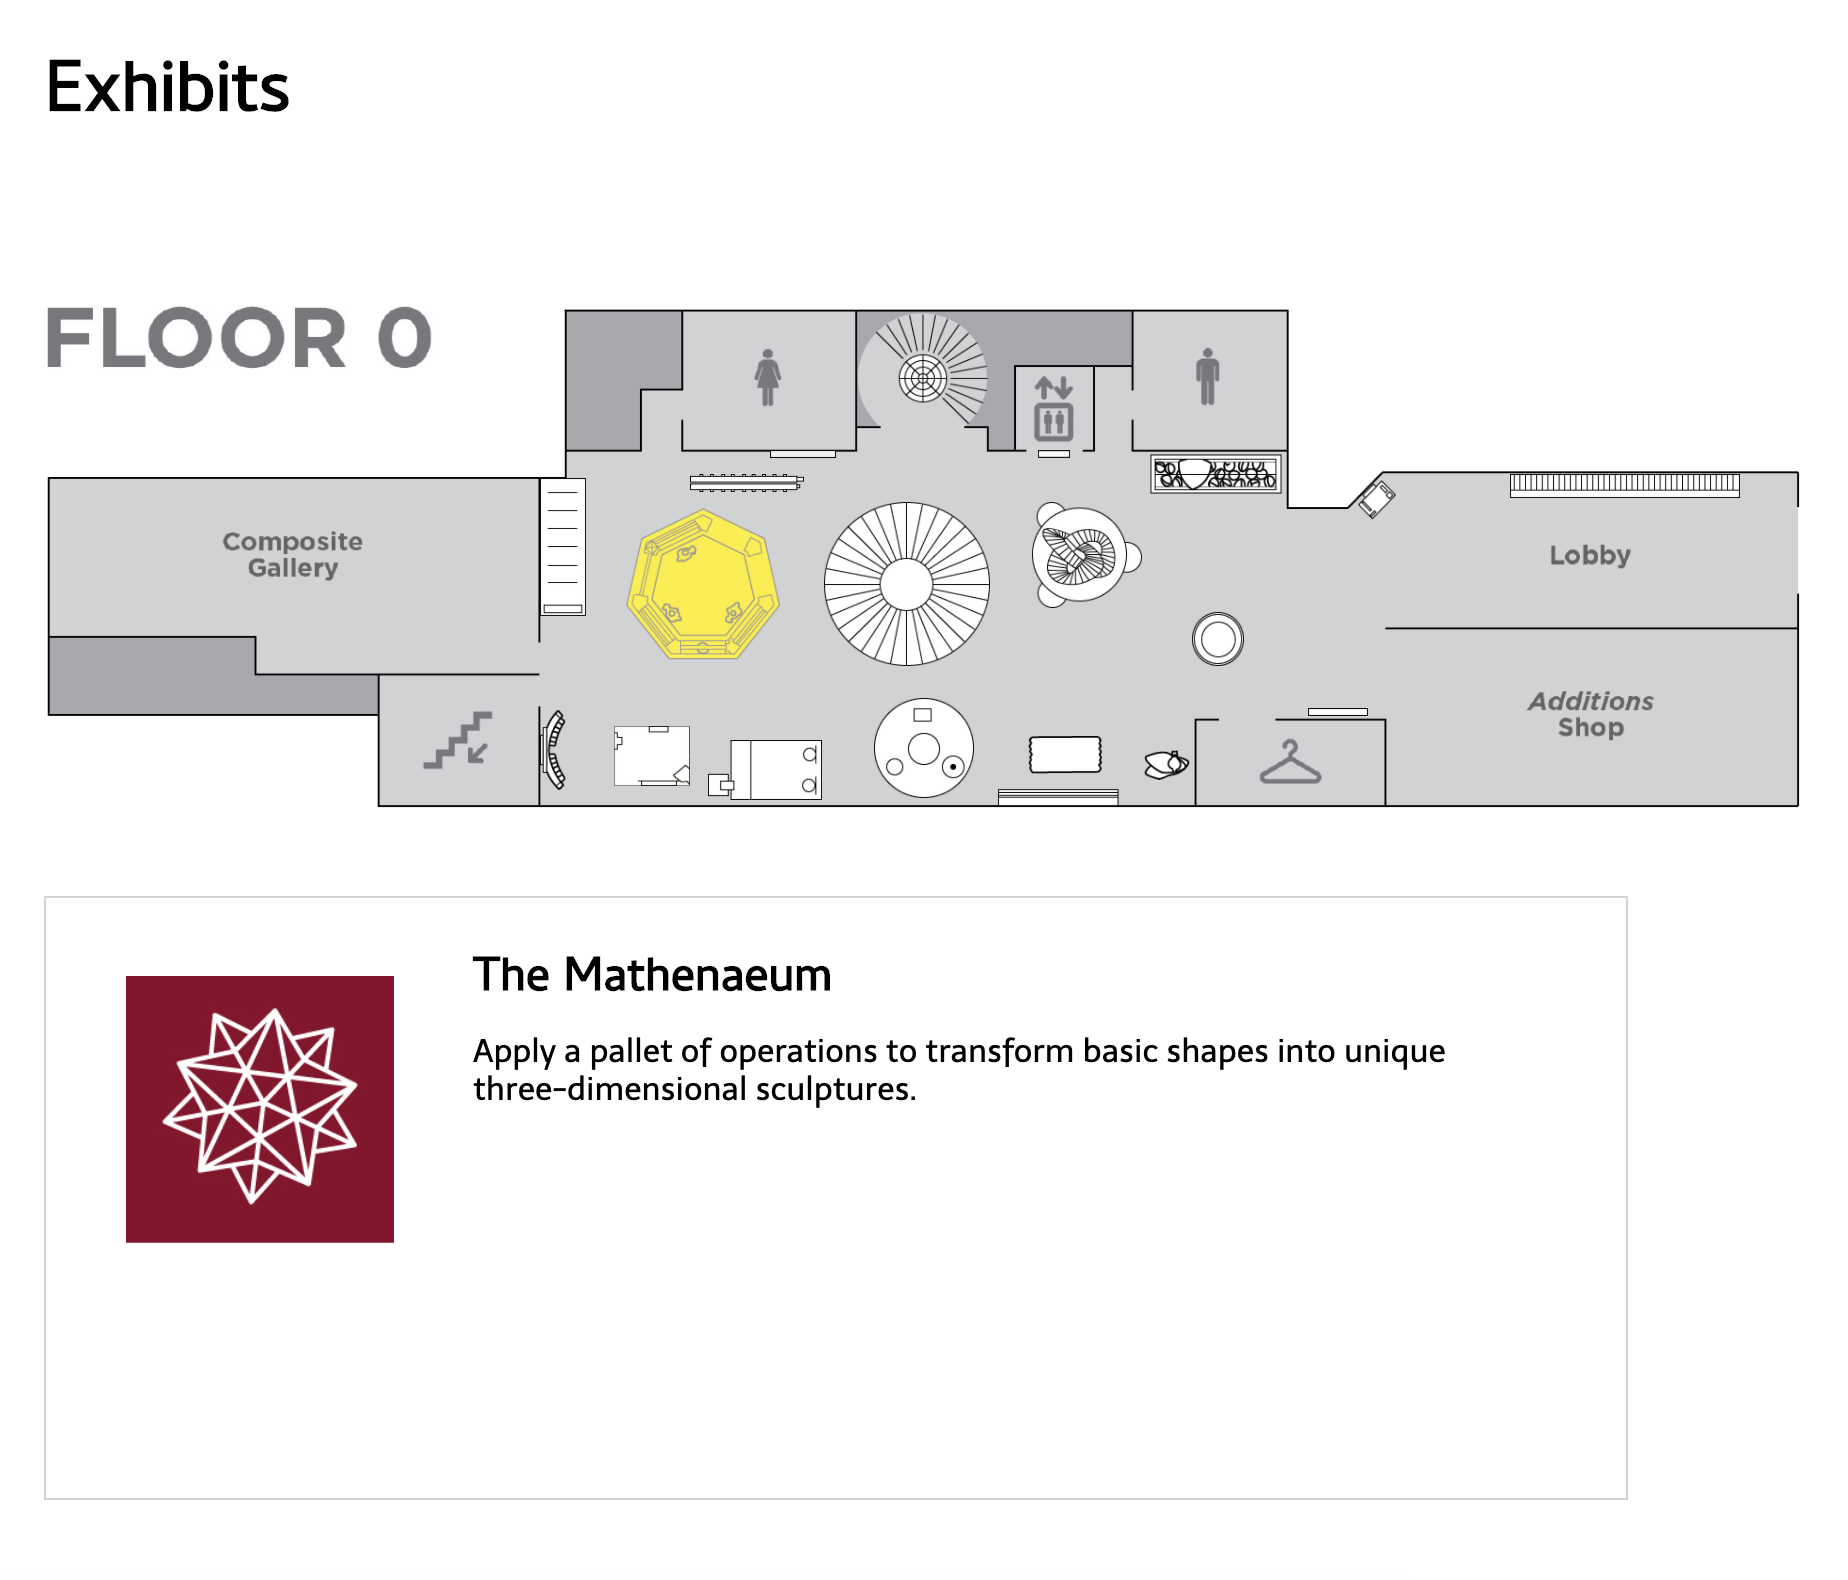 Exhibits
FLOOR 0
Composite
Gallery
Lobby
Additions
Shop
The Mathenaeum
Apply a pallet of operations to transform basic shapes into unique
three-dimensional sculptures.